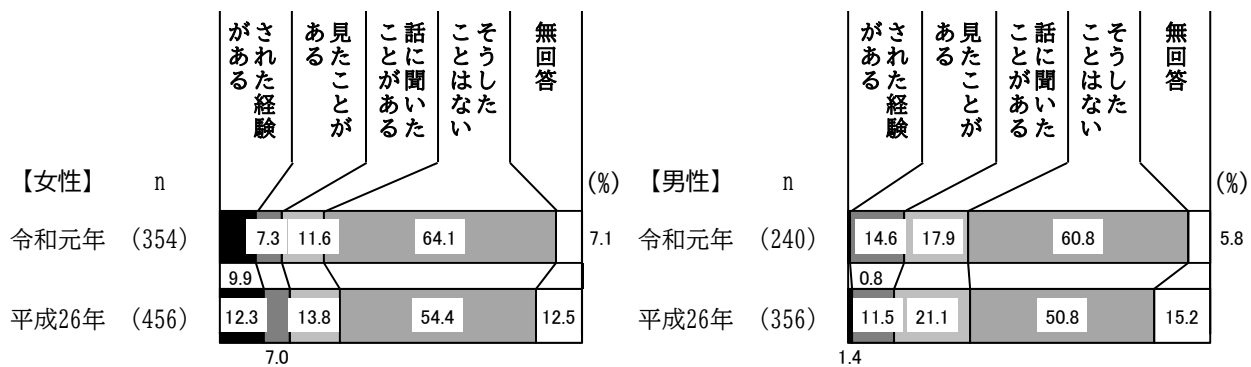 された経験がある
見たことがある
話に聞いたことがある
そうしたことはない
無回答
【女性】 n (%)
令和元年 (354) 7.3 11.6 64.1 7.1
9.9
平成26年 (456) 12.3 13.8 54.4 12.5
7.0
された経験がある
見たことがある
話に聞いたことがある
そうしたことはない
無回答
【男性】 n (%)
令和元年 (240) 14.6 17.9 60.8 5.8
0.8
平成26年 (356) 11.5 21.1 50.8 15.2
1.4